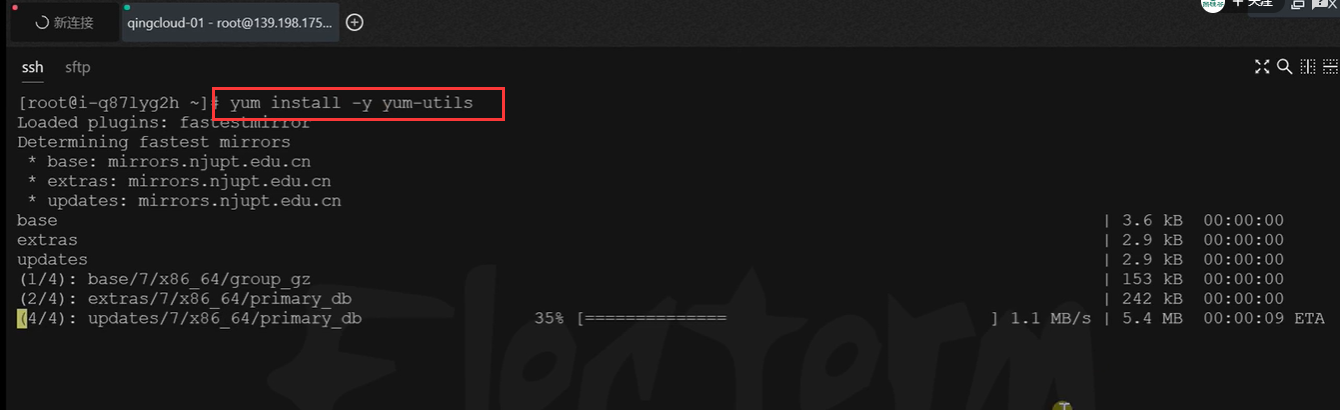 新连接
qingcloud-01 - root@139.198.175...
ssh sftp
[root@i-q87lyg2h ~]# yum install -y yum-utils
Loaded plugins: fastestmirror
Determining fastest mirrors
* base: mirrors.njupt.edu.cn
* extras: mirrors.njupt.edu.cn
* updates: mirrors.njupt.edu.cn
base | 3.6 kB 00:00:00
extras | 2.9 kB 00:00:00
updates | 2.9 kB 00:00:00
(1/4): base/7/x86_64/group_gz | 153 kB 00:00:00
(2/4): extras/7/x86_64/primary_db | 242 kB 00:00:00
(4/4): updates/7/x86_64/primary_db 35% [============== ] 1.1 MB/s | 5.4 MB 00:00:09 ETA